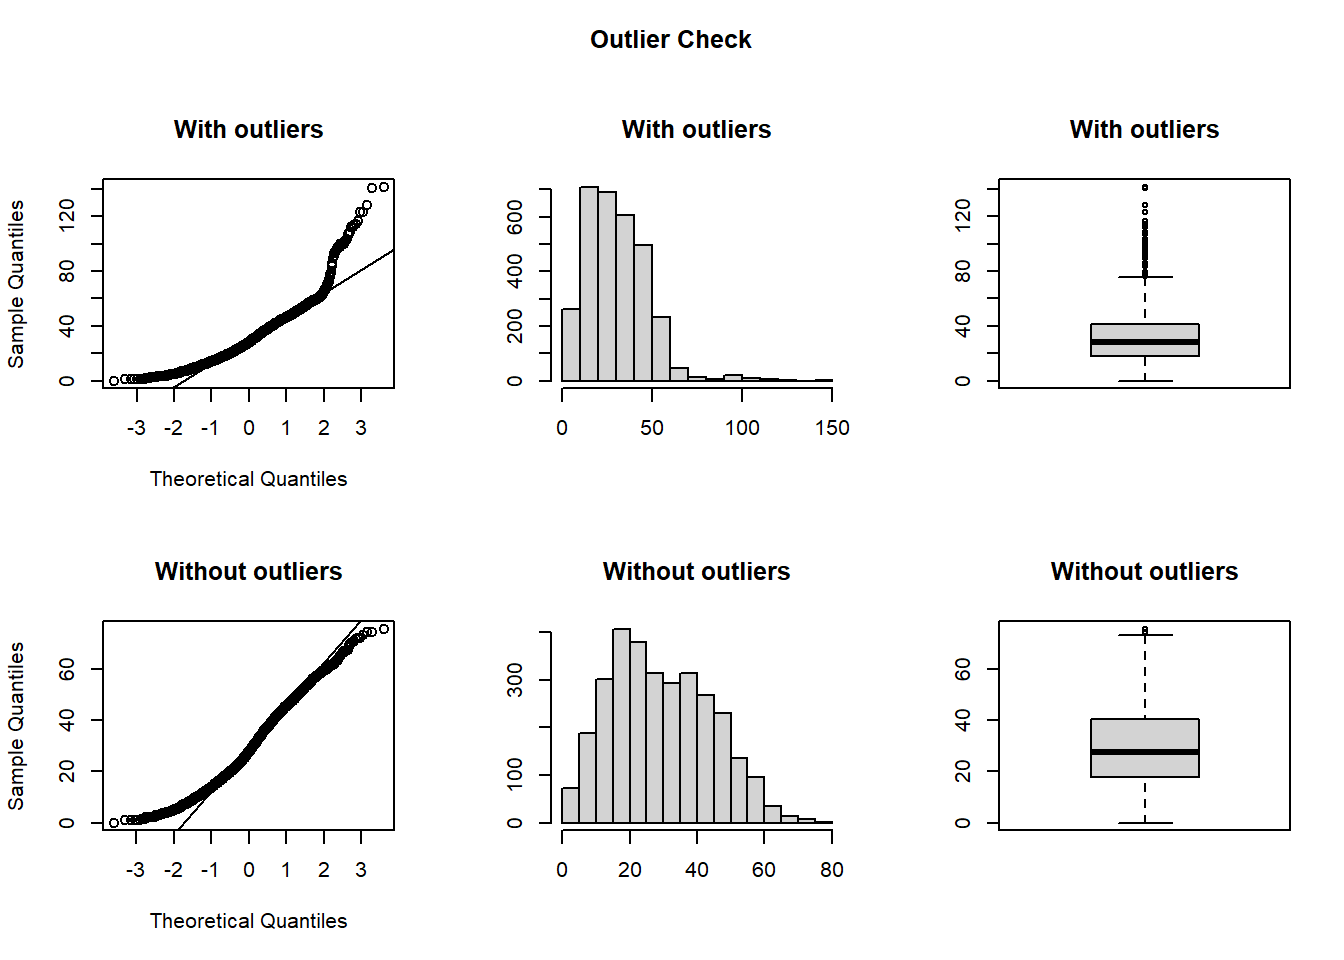 Outlier Check
With outliers
With outliers
With outliers
Sample Quantiles
0 40 80 120
-3 -2 -1 0 1 2 3
Theoretical Quantiles
0 200 400 600
0 50 100 150
0 40 80 120
Without outliers
Without outliers
Without outliers
Sample Quantiles
0 20 40 60
-3 -2 -1 0 1 2 3
Theoretical Quantiles
0 100 300
0 20 40 60 80
0 20 40 60